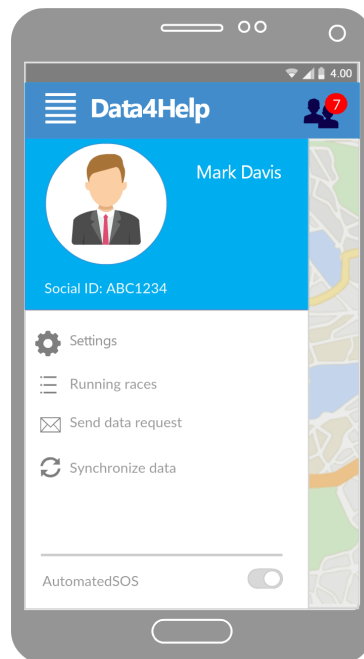 4.00
Data4Help
7
Mark Davis
Social ID: ABC1234
Settings
Running races
Send data request
Synchronize data
AutomatedSOS